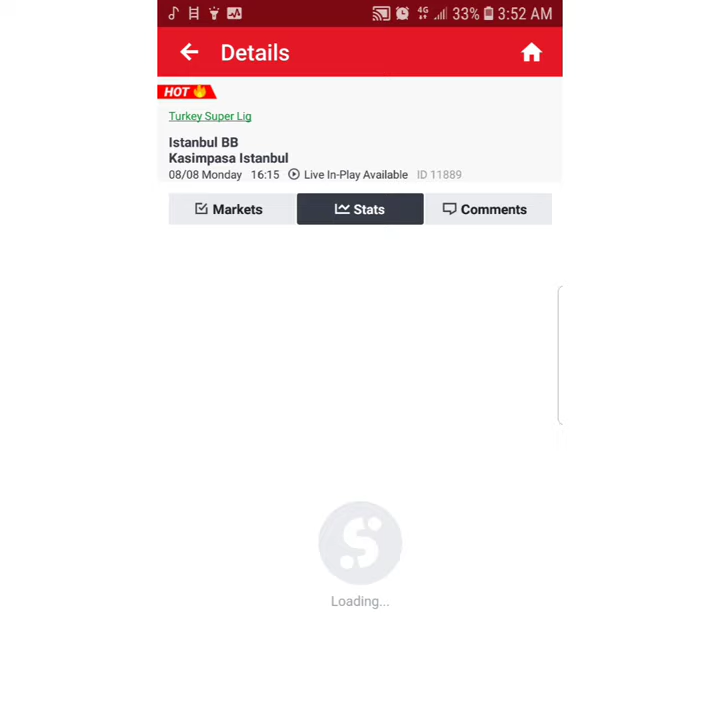 4G 33% 3:52 AM
Details
HOT
Turkey Super Lig
Istanbul BB
Kasimpasa Istanbul
08/08 Monday 16:15 Live In-Play Available ID 11889
Markets Stats Comments
S
Loading...